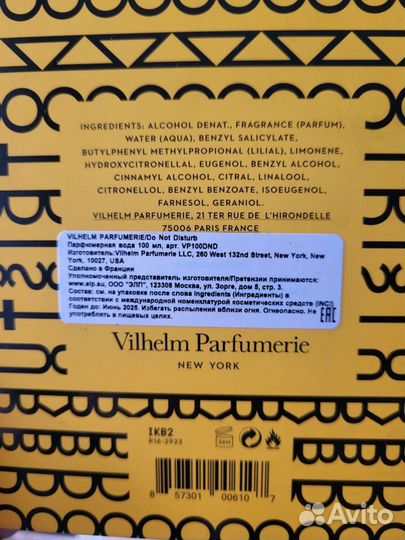 INGREDIENTS: ALCOHOL DENAT., FRAGRANCE (PARFUM),
WATER (AQUA), BENZYL SALICYLATE,
BUTYLPHENYL METHYLPROPIONAL (LILIAL), LIMONENE,
HYDROXYCITRONELLAL, EUGENOL, BENZYL ALCOHOL,
CINNAMYL ALCOHOL, CITRAL, LINALOOL,
CITRONELLOL, BENZYL BENZOATE, ISOEUGENOL,
FARNESOL, GERANIOL.
VILHELM PARFUMERIE, 21 TER RUE DE L'HIRONDELLE
75006 PARIS FRANCE
VILHELM PARFUMERIE/Do Not Disturb
Парфюмерная вода 100 мл, арт. VP100DND
Изготовитель:Vilhelm Parfumerie LLC, 260 West 132nd Street, New York, New
York, 10027, USA
Сделано в Франции
Уполномоченный представитель изготовителя/Претензии принимаются:
www.elp.su, ООО "ЭЛП", 123308 Москва, ул. Зорге, дом 5, стр. 3.
Состав: см. на упаковке после слова Ingredients (Ингредиенты) в
соответствии с международной номенклатурой косметических средств (INCI)
Годен до: Июнь 2025. Избегать распыления вблизи огня. Огнеопасно. Не
употреблять в пищевых целях.
EAC
Vilhelm Parfumerie
NEW YORK
IKB2
R16-2923
36M
8 57301 00610 7
Avito